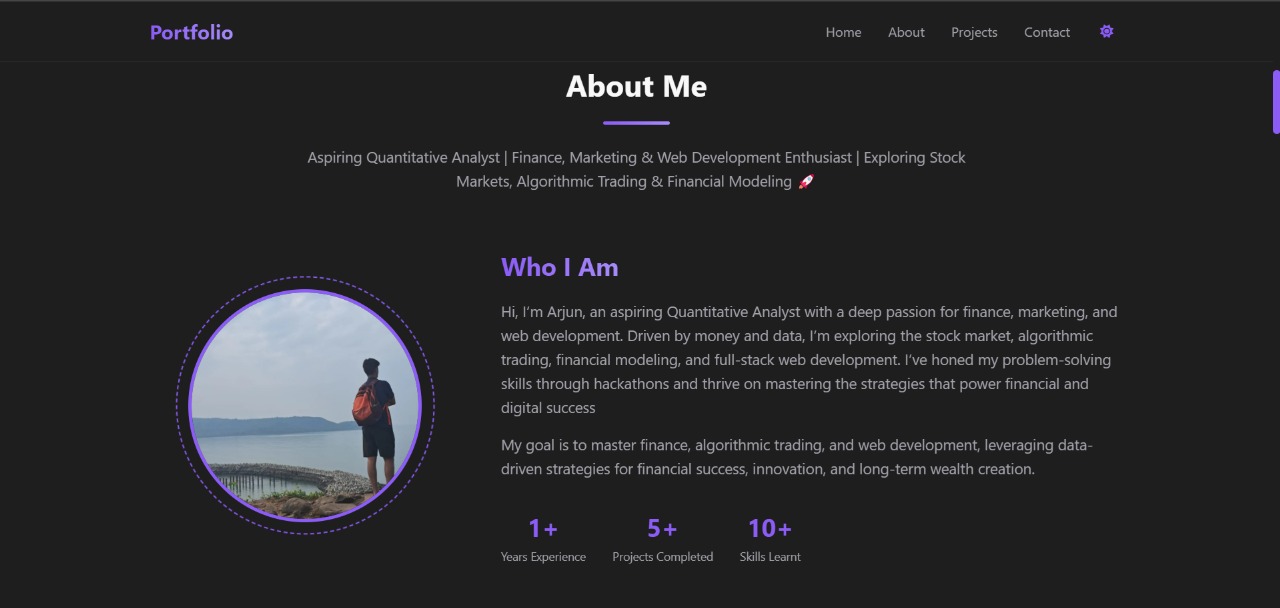 Portfolio
Home About Projects Contact
About Me
Aspiring Quantitative Analyst | Finance, Marketing & Web Development Enthusiast | Exploring Stock
Markets, Algorithmic Trading & Financial Modeling 🚀
Who I Am
Hi, I’m Arjun, an aspiring Quantitative Analyst with a deep passion for finance, marketing, and
web development. Driven by money and data, I’m exploring the stock market, algorithmic
trading, financial modeling, and full-stack web development. I’ve honed my problem-solving
skills through hackathons and thrive on mastering the strategies that power financial and
digital success
My goal is to master finance, algorithmic trading, and web development, leveraging data-
driven strategies for financial success, innovation, and long-term wealth creation.
1+ 5+ 10+
Years Experience Projects Completed Skills Learnt